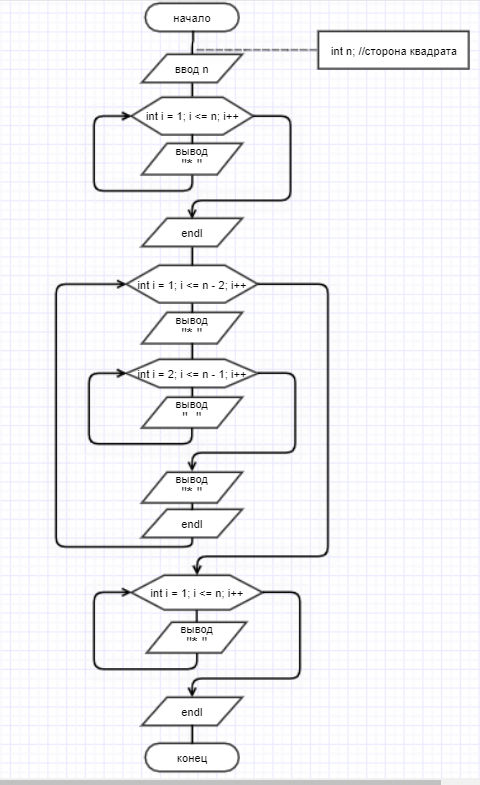 начало
int n; //сторона квадрата
ввод n
int i = 1; i <= n; i++
вывод
"* "
endl
int i = 1; i <= n - 2; i++
вывод
"* "
int i = 2; i <= n - 1; i++
вывод
"  "
вывод
"* "
endl
int i = 1; i <= n; i++
вывод
"* "
endl
конец